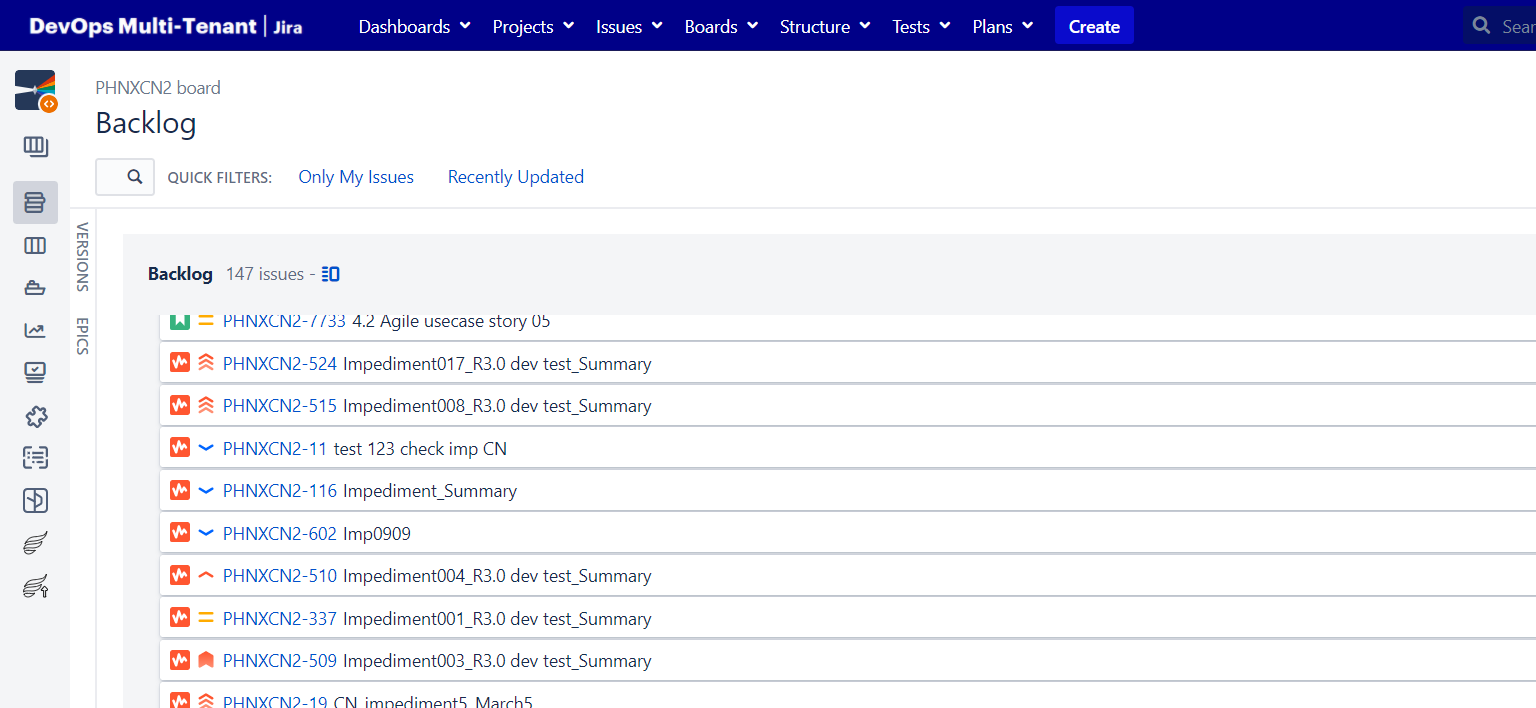 DevOps Multi-Tenant | Jira Dashboards Projects Issues Boards Structure Tests Plans Create Sear
PHNXCN2 board
Backlog
QUICK FILTERS: Only My Issues Recently Updated
VERSIONS
EPICS
Backlog 147 issues -
PHNXCN2-7733 4.2 Agile usecase story 05
PHNXCN2-524 Impediment017_R3.0 dev test_Summary
PHNXCN2-515 Impediment008_R3.0 dev test_Summary
PHNXCN2-11 test 123 check imp CN
PHNXCN2-116 Impediment_Summary
PHNXCN2-602 Imp0909
PHNXCN2-510 Impediment004_R3.0 dev test_Summary
PHNXCN2-337 Impediment001_R3.0 dev test_Summary
PHNXCN2-509 Impediment003_R3.0 dev test_Summary
PHNXCN2-19 CN_impediment5_March5